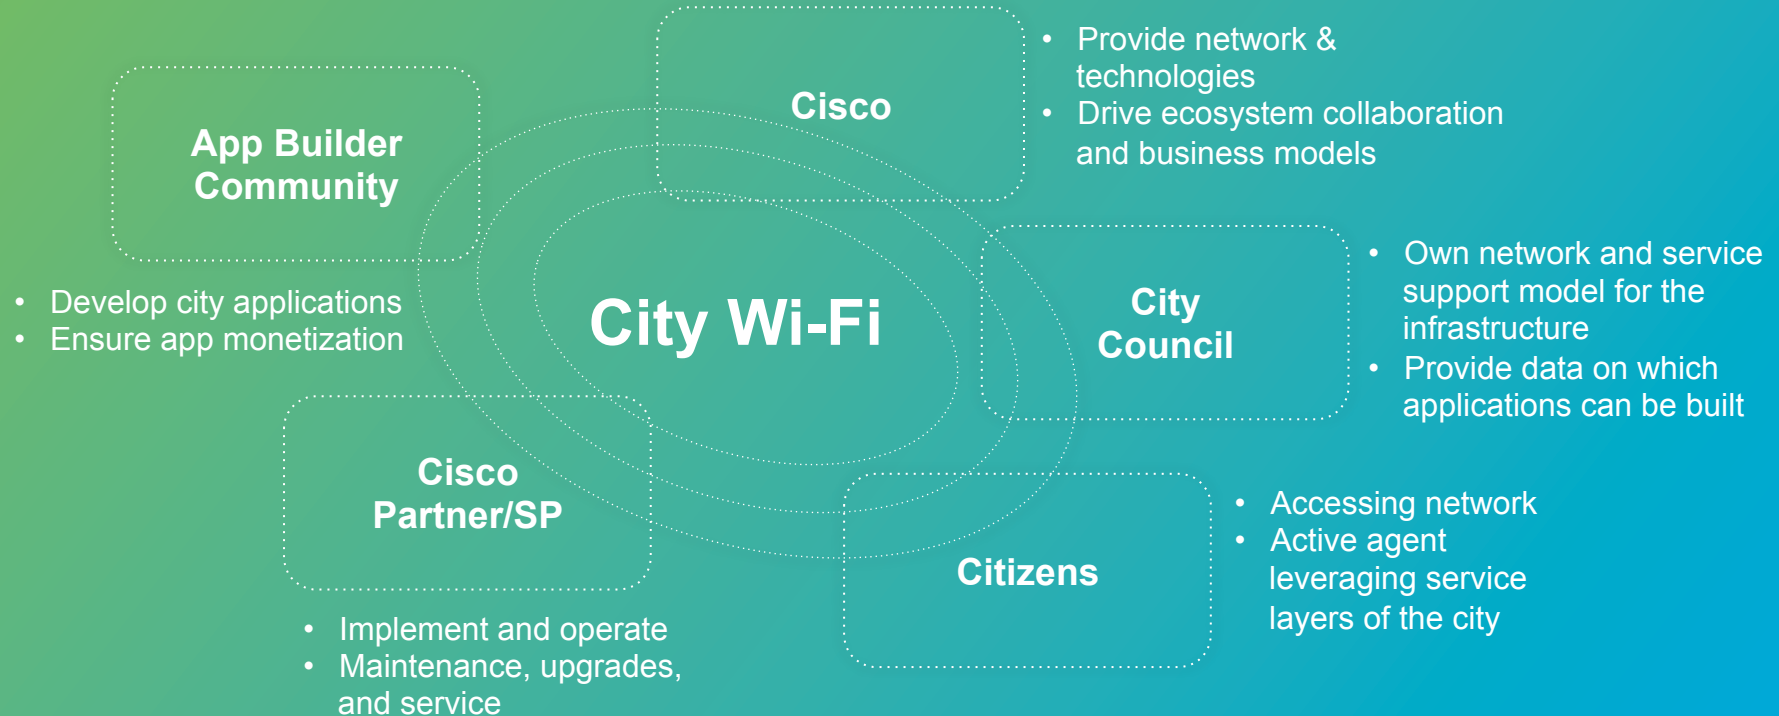 Cisco
• Provide network &
technologies
• Drive ecosystem collaboration
and business models
App Builder
Community
• Develop city applications
• Ensure app monetization
City Wi-Fi
City
Council
• Own network and service
support model for the
infrastructure
• Provide data on which
applications can be built
Cisco
Partner/SP
• Implement and operate
• Maintenance, upgrades,
and service
Citizens
• Accessing network
• Active agent
leveraging service
layers of the city